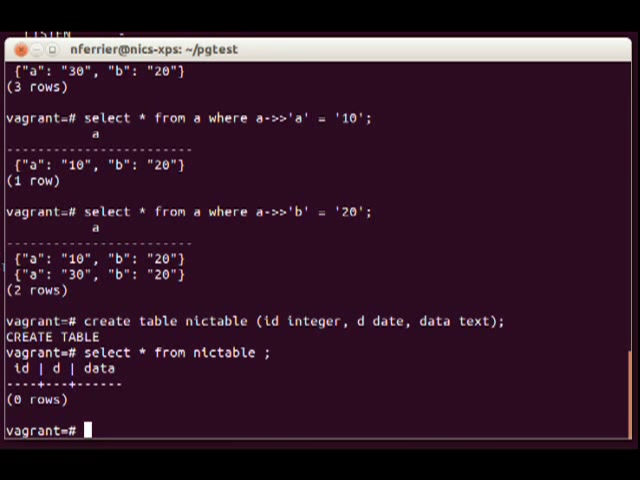 LISTEN -
nferrier@nics-xps: ~/pgtest
{"a": "30", "b": "20"}
(3 rows)
vagrant=# select * from a where a->>'a' = '10';
a
-------------------------
{"a": "10", "b": "20"}
(1 row)
vagrant=# select * from a where a->>'b' = '20';
a
-------------------------
{"a": "10", "b": "20"}
{"a": "30", "b": "20"}
(2 rows)
vagrant=# create table nictable (id integer, d date, data text);
CREATE TABLE
vagrant=# select * from nictable ;
id | d | data
----+---+------
(0 rows)
vagrant=#